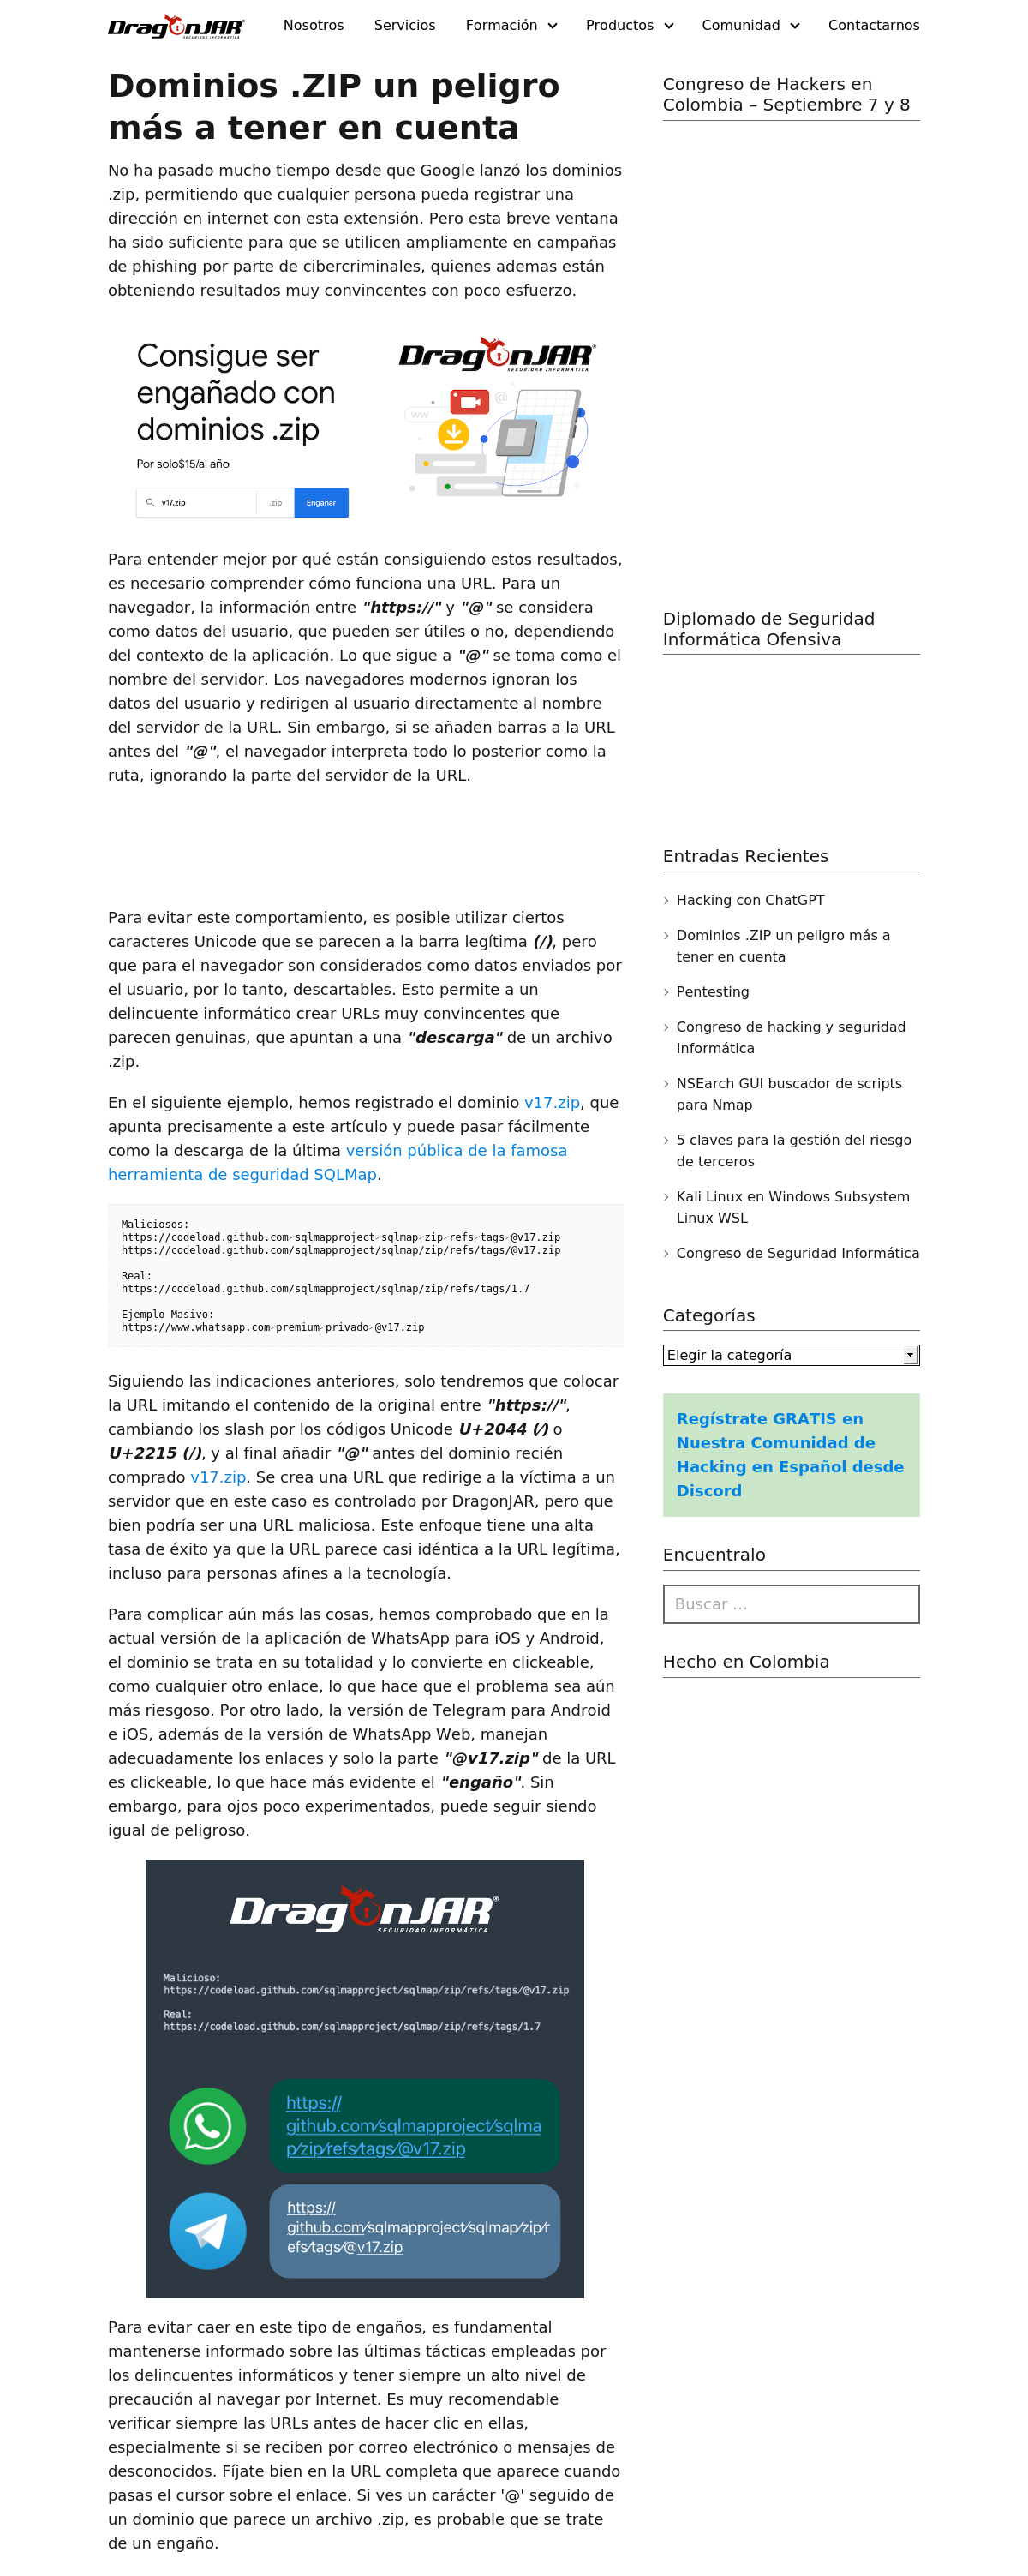 DragonJAR
SEGURIDAD INFORMÁTICA
Nosotros
Servicios
Formación
Productos
Comunidad
Contactarnos
Dominios .ZIP un peligro
más a tener en cuenta
No ha pasado mucho tiempo desde que Google lanzó los dominios
.zip, permitiendo que cualquier persona pueda registrar una
dirección en internet con esta extensión. Pero esta breve ventana
ha sido suficiente para que se utilicen ampliamente en campañas
de phishing por parte de cibercriminales, quienes ademas están
obteniendo resultados muy convincentes con poco esfuerzo.
Consigue ser
engañado con
dominios .zip
Por solo$15/al año
v17.zip
.zip
Engañar
DragonJAR®
SEGURIDAD INFORMÁTICA
ww
@
Para entender mejor por qué están consiguiendo estos resultados,
es necesario comprender cómo funciona una URL. Para un
navegador, la información entre "https://" y "@" se considera
como datos del usuario, que pueden ser útiles o no, dependiendo
del contexto de la aplicación. Lo que sigue a "@" se toma como el
nombre del servidor. Los navegadores modernos ignoran los
datos del usuario y redirigen al usuario directamente al nombre
del servidor de la URL. Sin embargo, si se añaden barras a la URL
antes del "@", el navegador interpreta todo lo posterior como la
ruta, ignorando la parte del servidor de la URL.
Para evitar este comportamiento, es posible utilizar ciertos
caracteres Unicode que se parecen a la barra legítima (/), pero
que para el navegador son considerados como datos enviados por
el usuario, por lo tanto, descartables. Esto permite a un
delincuente informático crear URLs muy convincentes que
parecen genuinas, que apuntan a una "descarga" de un archivo
.zip.
En el siguiente ejemplo, hemos registrado el dominio v17.zip, que
apunta precisamente a este artículo y puede pasar fácilmente
como la descarga de la última versión pública de la famosa
herramienta de seguridad SQLMap.
Maliciosos:
https://codeload.github.com⁄sqlmapproject⁄sqlmap⁄zip⁄refs⁄tags⁄@v17.zip
https://codeload.github.com∕sqlmapproject∕sqlmap∕zip∕refs∕tags∕@v17.zip
Real:
https://codeload.github.com/sqlmapproject/sqlmap/zip/refs/tags/1.7
Ejemplo Masivo:
https://www.whatsapp.com⁄premium⁄privado⁄@v17.zip
Siguiendo las indicaciones anteriores, solo tendremos que colocar
la URL imitando el contenido de la original entre "https://",
cambiando los slash por los códigos Unicode U+2044 (⁄) o
U+2215 (∕), y al final añadir "@" antes del dominio recién
comprado v17.zip. Se crea una URL que redirige a la víctima a un
servidor que en este caso es controlado por DragonJAR, pero que
bien podría ser una URL maliciosa. Este enfoque tiene una alta
tasa de éxito ya que la URL parece casi idéntica a la URL legítima,
incluso para personas afines a la tecnología.
Para complicar aún más las cosas, hemos comprobado que en la
actual versión de la aplicación de WhatsApp para iOS y Android,
el dominio se trata en su totalidad y lo convierte en clickeable,
como cualquier otro enlace, lo que hace que el problema sea aún
más riesgoso. Por otro lado, la versión de Telegram para Android
e iOS, además de la versión de WhatsApp Web, manejan
adecuadamente los enlaces y solo la parte "@v17.zip" de la URL
es clickeable, lo que hace más evidente el "engaño". Sin
embargo, para ojos poco experimentados, puede seguir siendo
igual de peligroso.
DragonJAR®
SEGURIDAD INFORMÁTICA
Malicioso:
https://codeload.github.com⁄sqlmapproject⁄sqlmap⁄zip⁄refs⁄tags⁄@v17.zip
Real:
https://codeload.github.com/sqlmapproject/sqlmap/zip/refs/tags/1.7
https://
github.com⁄sqlmapproject⁄sqlma
p⁄zip⁄refs⁄tags⁄@v17.zip
https://
github.com⁄sqlmapproject⁄sqlmap⁄zip⁄r
efs⁄tags⁄@v17.zip
Para evitar caer en este tipo de engaños, es fundamental
mantenerse informado sobre las últimas tácticas empleadas por
los delincuentes informáticos y tener siempre un alto nivel de
precaución al navegar por Internet. Es muy recomendable
verificar siempre las URLs antes de hacer clic en ellas,
especialmente si se reciben por correo electrónico o mensajes de
desconocidos. Fíjate bien en la URL completa que aparece cuando
pasas el cursor sobre el enlace. Si ves un carácter '@' seguido de
un dominio que parece un archivo .zip, es probable que se trate
de un engaño.
Congreso de Hackers en
Colombia – Septiembre 7 y 8
Diplomado de Seguridad
Informática Ofensiva
Entradas Recientes
Hacking con ChatGPT
Dominios .ZIP un peligro más a
tener en cuenta
Pentesting
Congreso de hacking y seguridad
Informática
NSEarch GUI buscador de scripts
para Nmap
5 claves para la gestión del riesgo
de terceros
Kali Linux en Windows Subsystem
Linux WSL
Congreso de Seguridad Informática
Categorías
Elegir la categoría
Regístrate GRATIS en
Nuestra Comunidad de
Hacking en Español desde
Discord
Encuentralo
Buscar …
Hecho en Colombia